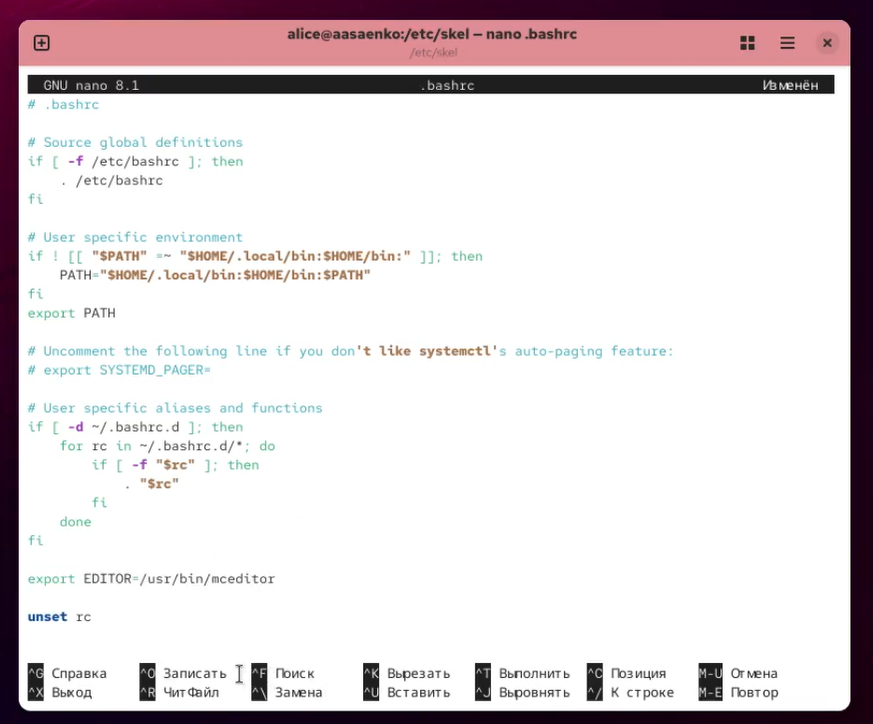 alice@aasaenko:/etc/skel — nano .bashrc
/etc/skel
GNU nano 8.1 .bashrc Изменён
# .bashrc
# Source global definitions
if [ -f /etc/bashrc ]; then
    . /etc/bashrc
fi
# User specific environment
if ! [[ "$PATH" =~ "$HOME/.local/bin:$HOME/bin:" ]]; then
    PATH="$HOME/.local/bin:$HOME/bin:$PATH"
fi
export PATH
# Uncomment the following line if you don't like systemctl's auto-paging feature:
# export SYSTEMD_PAGER=
# User specific aliases and functions
if [ -d ~/.bashrc.d ]; then
    for rc in ~/.bashrc.d/*; do
        if [ -f "$rc" ]; then
            . "$rc"
        fi
    done
fi
export EDITOR=/usr/bin/mceditor
unset rc
^G Справка ^O Записать ^F Поиск ^K Вырезать ^T Выполнить ^C Позиция M-U Отмена
^X Выход ^R ЧитФайл ^\ Замена ^U Вставить ^J Выровнять ^/ К строке M-E Повтор